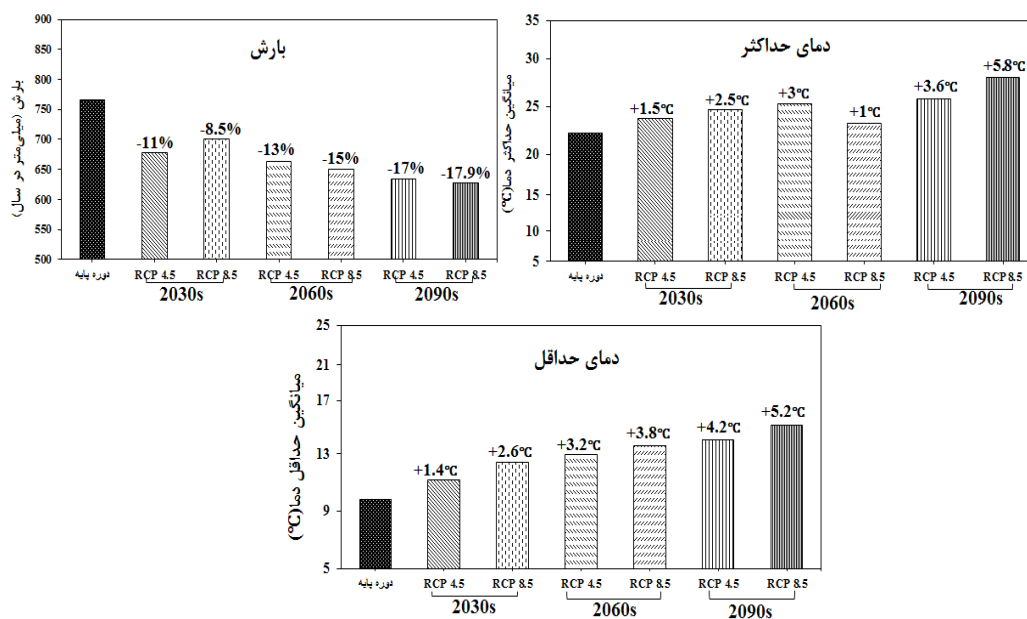 بارش
بارش (میلی‌متر در سال)
900
850
800
750
700
650
600
550
500
-11%
-8.5%
-13%
-15%
-17%
-17.9%
دوره پایه
RCP 4.5
RCP 8.5
RCP 4.5
RCP 8.5
RCP 4.5
RCP 8.5
2030s
2060s
2090s
دمای حداکثر
میانگین حداکثر دما(°C)
35
30
25
20
15
10
5
+1.5℃
+2.5℃
+3℃
+1℃
+3.6℃
+5.8℃
دوره پایه
RCP 4.5
RCP 8.5
RCP 4.5
RCP 8.5
RCP 4.5
RCP 8.5
2030s
2060s
2090s
دمای حداقل
میانگین حداقل دما(°C)
25
21
17
13
9
5
+1.4℃
+2.6℃
+3.2℃
+3.8℃
+4.2℃
+5.2℃
دوره پایه
RCP 4.5
RCP 8.5
RCP 4.5
RCP 8.5
RCP 4.5
RCP 8.5
2030s
2060s
2090s